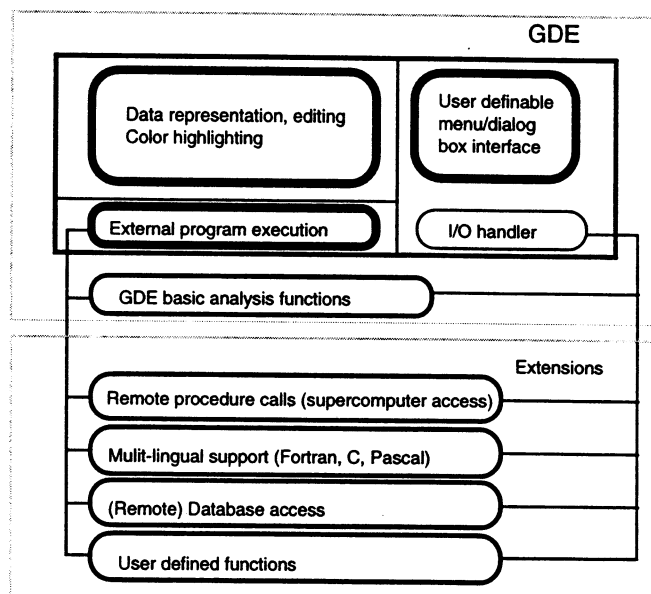 GDE
Data representation, editing
Color highlighting
User definable
menu/dialog
box interface
External program execution
I/O handler
GDE basic analysis functions
Extensions
Remote procedure calls (supercomputer access)
Mulit-lingual support (Fortran, C, Pascal)
(Remote) Database access
User defined functions